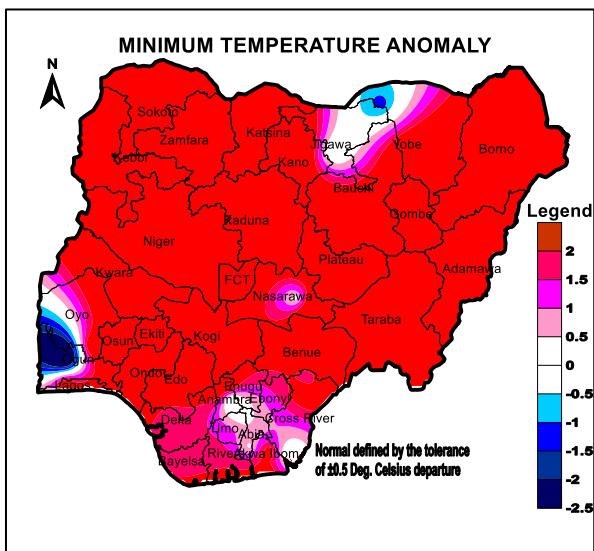 MINIMUM TEMPERATURE ANOMALY
N
Sokoto
Zamfara
Katsina
Kebbi
Kano
Jigawa
Yobe
Borno
Bauchi
Gombe
Kaduna
Niger
Plateau
Adamawa
Kwara
FCT
Nasarawa
Taraba
Oyo
Osun
Ekiti
Kogi
Benue
Ogun
Ondo
Edo
Lagos
Enugu
Anambra
Ebonyi
Delta
Imo
Abia
Cross River
Bayelsa
Rivers
Akwa Ibom
Legend
2
1.5
1
0.5
0
-0.5
-1
-1.5
-2
-2.5
Normal defined by the tolerance
of ±0.5 Deg. Celsius departure